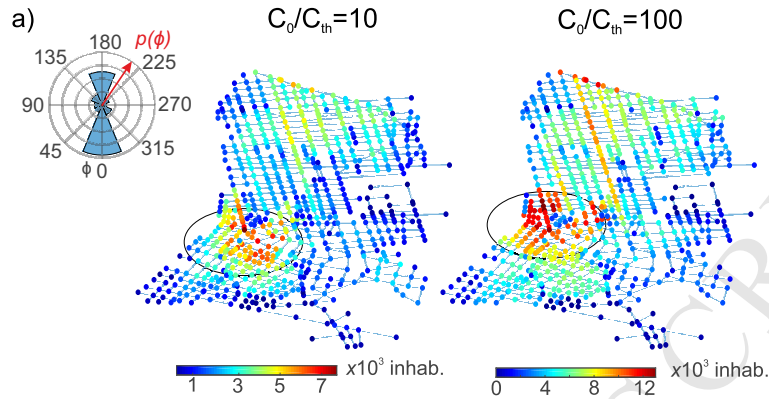 a)
C₀/Cₜₕ=10
C₀/Cₜₕ=100
180
p(ϕ)
135
225
90
270
45
315
ϕ 0
x10³ inhab.
1 3 5 7
x10³ inhab.
0 4 8 12